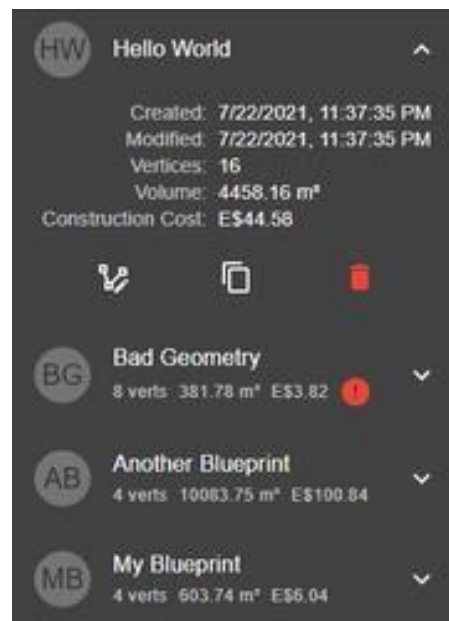 HW Hello World
Created: 7/22/2021, 11:37:35 PM
Modified: 7/22/2021, 11:37:35 PM
Vertices: 16
Volume: 4458.16 m³
Construction Cost: E$44.58
BG Bad Geometry
8 verts 381.78 m³ E$3.82 !
AB Another Blueprint
4 verts 10083.75 m³ E$100.84
MB My Blueprint
4 verts 603.74 m³ E$6.04